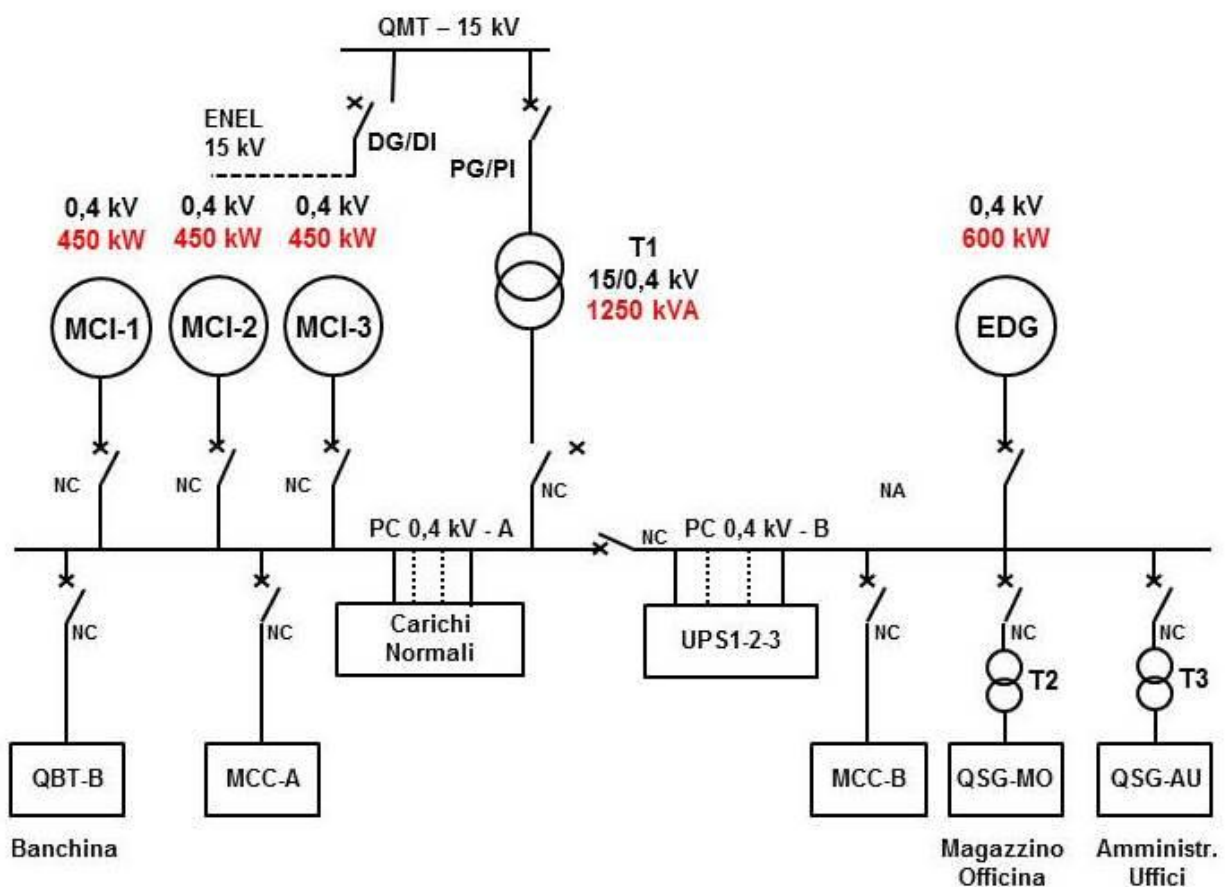 QMT – 15 kV
ENEL
15 kV
DG/DI
PG/PI
0,4 kV
450 kW
0,4 kV
450 kW
0,4 kV
450 kW
T1
15/0,4 kV
1250 kVA
0,4 kV
600 kW
MCI-1
MCI-2
MCI-3
EDG
NC
NC
NC
NC
NA
PC 0,4 kV - A
NC
PC 0,4 kV - B
NC
NC
Carichi
Normali
UPS1-2-3
NC
NC
NC
T2
T3
QBT-B
MCC-A
MCC-B
QSG-MO
QSG-AU
Banchina
Magazzino
Officina
Amministr.
Uffici